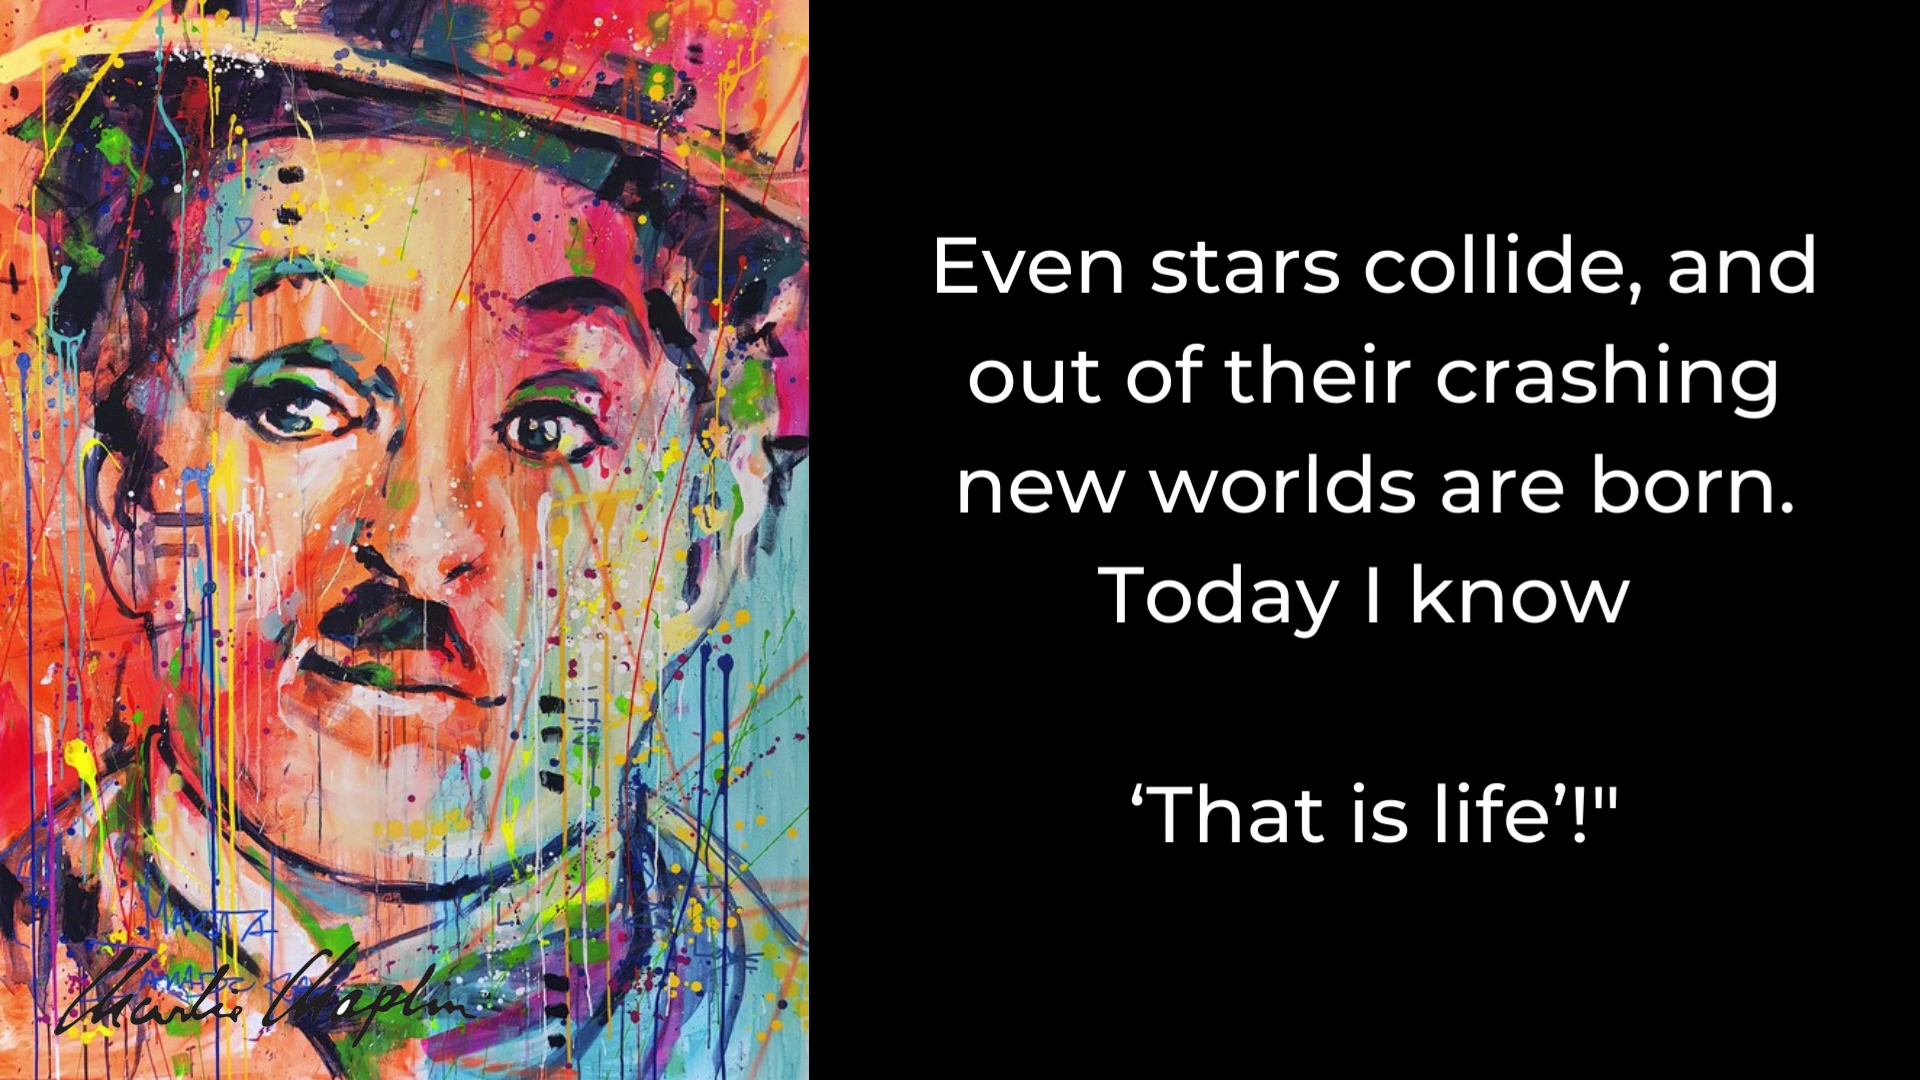 Even stars collide, and
out of their crashing
new worlds are born.
Today I know
‘That is life’!"
MARTA
Charlie Chaplin